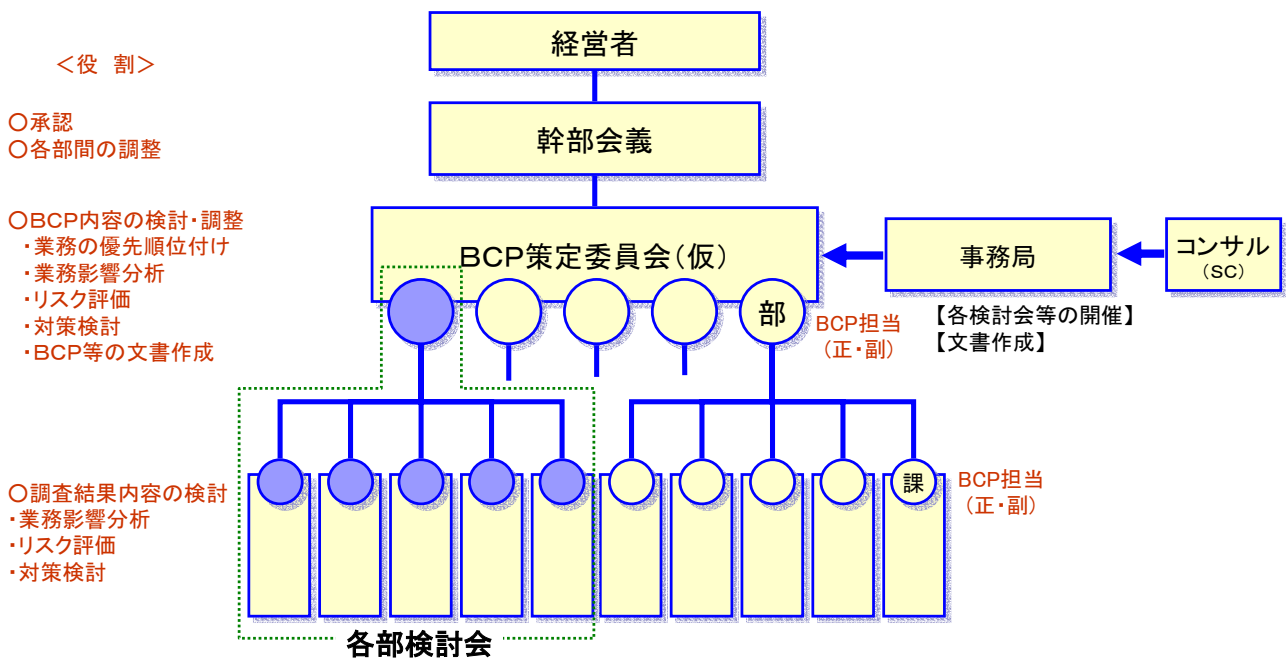 経営者
＜役 割＞
○承認
○各部間の調整
幹部会議
○BCP内容の検討・調整
・業務の優先順位付け
・業務影響分析
・リスク評価
・対策検討
・BCP等の文書作成
BCP策定委員会（仮）
部
BCP担当
（正・副）
事務局
【各検討会等の開催】
【文書作成】
コンサル
（SC）
○調査結果内容の検討
・業務影響分析
・リスク評価
・対策検討
課
BCP担当
（正・副）
各部検討会